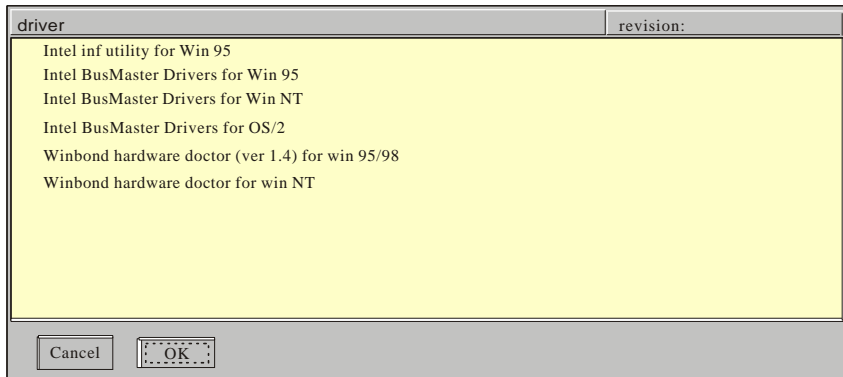 driver revision:
Intel inf utility for Win 95
Intel BusMaster Drivers for Win 95
Intel BusMaster Drivers for Win NT
Intel BusMaster Drivers for OS/2
Winbond hardware doctor (ver 1.4) for win 95/98
Winbond hardware doctor for win NT
Cancel OK